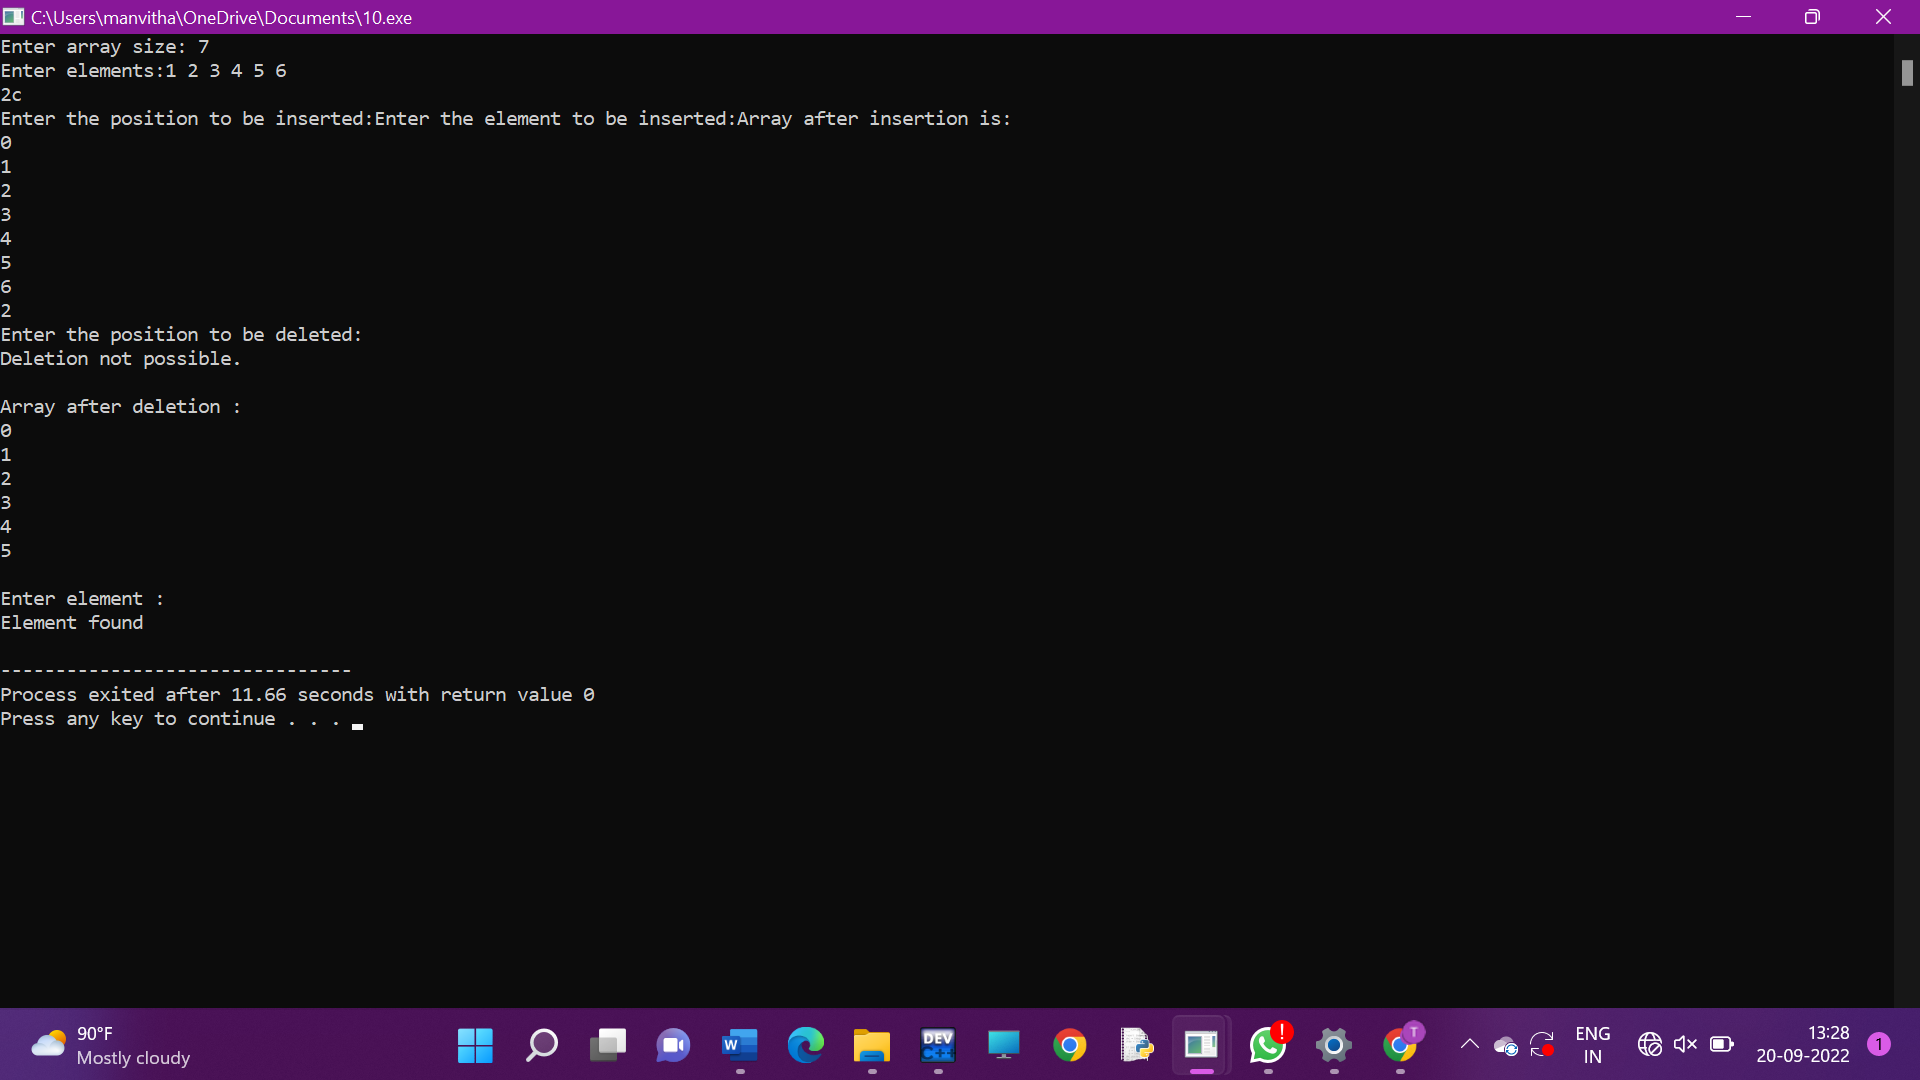 C:\Users\manvitha\OneDrive\Documents\10.exe
Enter array size: 7
Enter elements:1 2 3 4 5 6
2c
Enter the position to be inserted:Enter the element to be inserted:Array after insertion is:
0
1
2
3
4
5
6
2
Enter the position to be deleted:
Deletion not possible.
Array after deletion :
0
1
2
3
4
5
Enter element :
Element found
--------------------------------
Process exited after 11.66 seconds with return value 0
Press any key to continue . . .
90°F
Mostly cloudy
W
DEV
C++
!
T
ENG
IN
13:28
20-09-2022
1